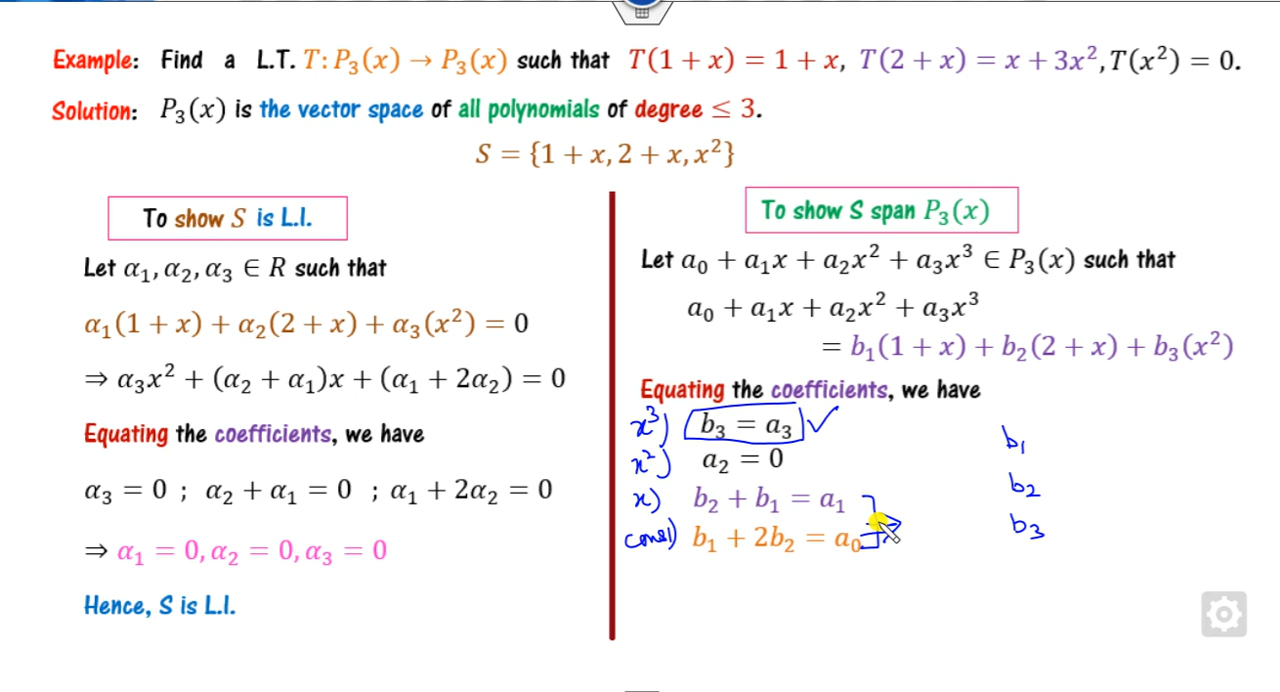 Example: Find a L.T. T: P₃(x) → P₃(x) such that T(1 + x) = 1 + x, T(2 + x) = x + 3x², T(x²) = 0.
Solution: P₃(x) is the vector space of all polynomials of degree ≤ 3.
S = {1 + x, 2 + x, x²}
To show S is L.I.
Let α₁, α₂, α₃ ∈ R such that
α₁(1 + x) + α₂(2 + x) + α₃(x²) = 0
⇒ α₃x² + (α₂ + α₁)x + (α₁ + 2α₂) = 0
Equating the coefficients, we have
α₃ = 0 ; α₂ + α₁ = 0 ; α₁ + 2α₂ = 0
⇒ α₁ = 0, α₂ = 0, α₃ = 0
Hence, S is L.I.
To show S span P₃(x)
Let a₀ + a₁x + a₂x² + a₃x³ ∈ P₃(x) such that
a₀ + a₁x + a₂x² + a₃x³
= b₁(1 + x) + b₂(2 + x) + b₃(x²)
Equating the coefficients, we have
x³) b₃ = a₃ ✓
x²) a₂ = 0
x) b₂ + b₁ = a₁
const) b₁ + 2b₂ = a₀
b₁
b₂
b₃